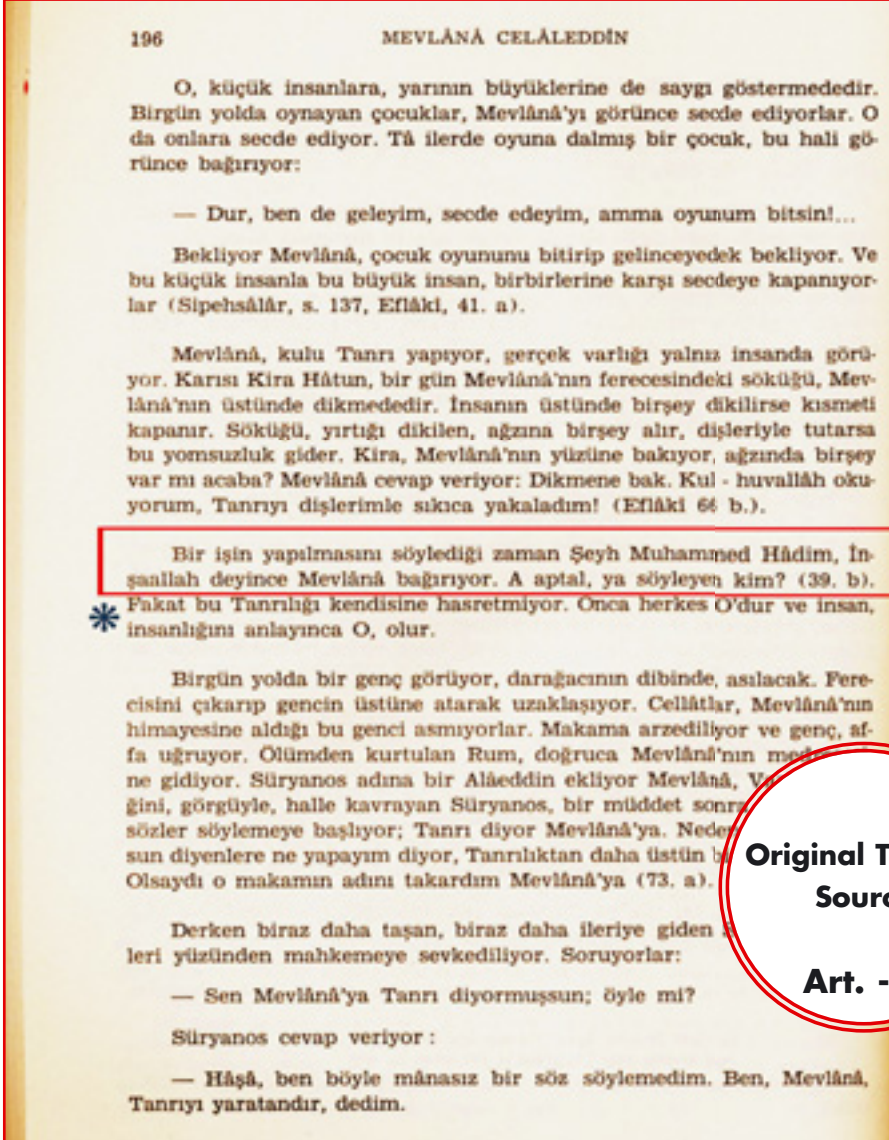 196
MEVLÂNÂ CELÂLEDDİN
O, küçük insanlara, yarının büyüklerine de saygı göstermededir.
Birgün yolda oynayan çocuklar, Mevlânâ'yı görünce secde ediyorlar. O
da onlara secde ediyor. Tâ ilerde oyuna dalmış bir çocuk, bu hali gö-
rünce bağırıyor:
— Dur, ben de geleyim, secde edeyim, amma oyunum bitsin!...
Bekliyor Mevlânâ, çocuk oyununu bitirip gelinceyedek bekliyor. Ve
bu küçük insanla bu büyük insan, birbirlerine karşı secdeye kapanıyor-
lar (Sipehsâlâr, s. 137, Eflâki, 41. a).
Mevlânâ, kulu Tanrı yapıyor, gerçek varlığı yalnız insanda görü-
yor. Karısı Kira Hâtun, bir gün Mevlânâ'nın ferecesindeki söküğü, Mev-
lânâ'nın üstünde dikmededir. İnsanın üstünde birşey dikilirse kısmeti
kapanır. Söküğü, yırtığı dikilen, ağzına birşey alır, dişleriyle tutarsa
bu yomsuzluk gider. Kira, Mevlânâ'nın yüzüne bakıyor, ağzında birşey
var mı acaba? Mevlânâ cevap veriyor: Dikmene bak. Kul - huvallâh oku-
yorum, Tanrıyı dişlerimle sıkıca yakaladım! (Eflâki 66 b.).
Bir işin yapılmasını söylediği zaman Şeyh Muhammed Hâdim, İn-
şaallah deyince Mevlânâ bağırıyor. A aptal, ya söyleyen kim? (39. b).
Fakat bu Tanrılığı kendisine hasretmiyor. Onca herkes O'dur ve insan,
insanlığını anlayınca O, olur.
Birgün yolda bir genç görüyor, darağacının dibinde, asılacak. Fere-
cisini çıkarıp gencin üstüne atarak uzaklaşıyor. Cellâtlar, Mevlânâ'nın
himayesine aldığı bu genci asmıyorlar. Makama arzediliyor ve genç, af-
fa uğruyor. Ölümden kurtulan Rum, doğruca Mevlânâ'nın
ne gidiyor. Süryanos adına bir Alâeddin ekliyor Mevlânâ,
ğini, görgüyle, halle kavrayan Süryanos, bir müddet sonra
sözler söylemeye başlıyor; Tanrı diyor Mevlânâ'ya.
sun diyenlere ne yapayım diyor, Tanrılıktan daha üstün
Olsaydı o makamın adını takardım Mevlânâ'ya (73. a).
Original T
Sourc
Art. -
Derken biraz daha taşan, biraz daha ileriye giden
leri yüzünden mahkemeye sevkediliyor. Soruyorlar:
— Sen Mevlânâ'ya Tanrı diyormuşsun; öyle mi?
Süryanos cevap veriyor :
— Hâşâ, ben böyle mânasız bir söz söylemedim. Ben, Mevlânâ,
Tanrıyı yaratandır, dedim.